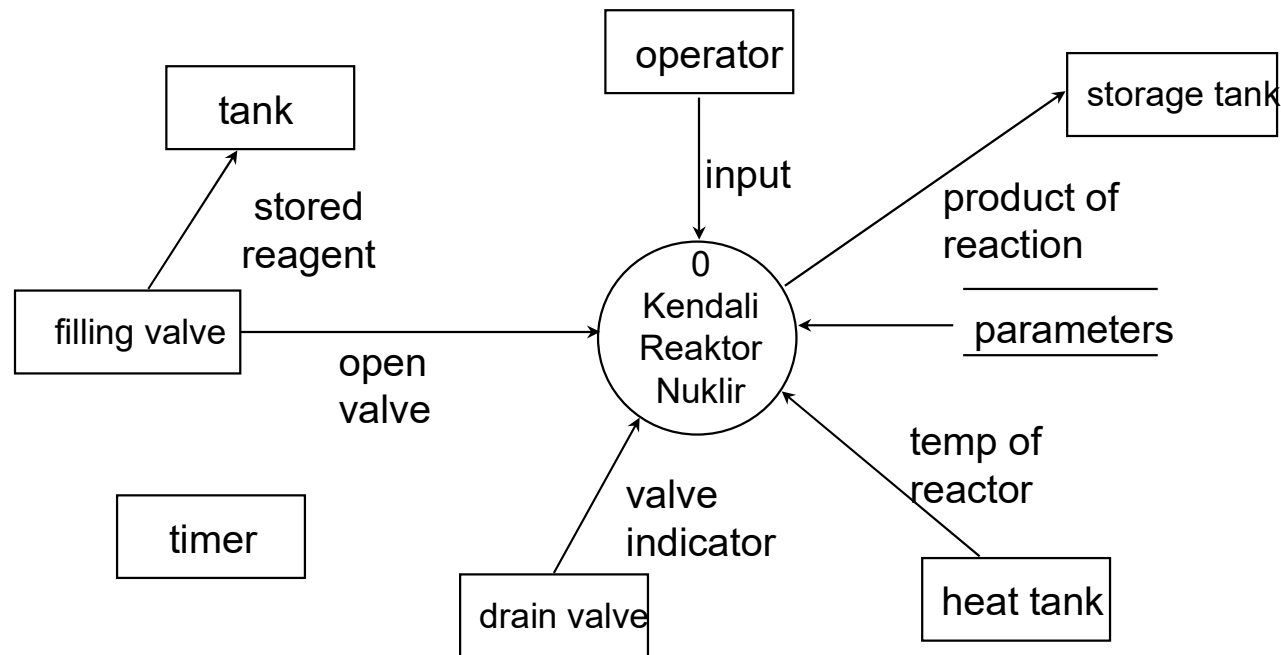 operator
storage tank
tank
input
stored
reagent
product of
reaction
0
Kendali
Reaktor
Nuklir
filling valve
parameters
open
valve
temp of
reactor
valve
indicator
timer
drain valve
heat tank